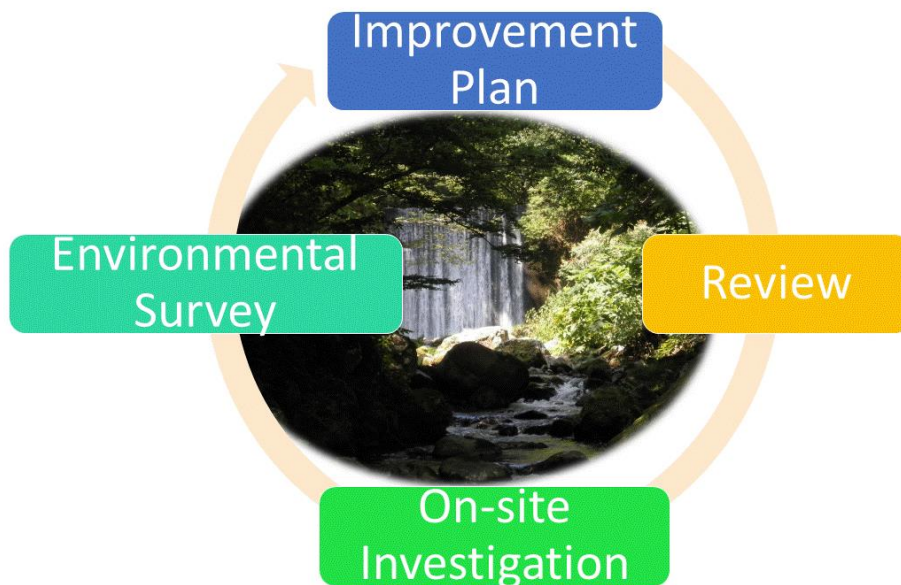 Improvement
Plan
Environmental
Survey
Review
On-site
Investigation